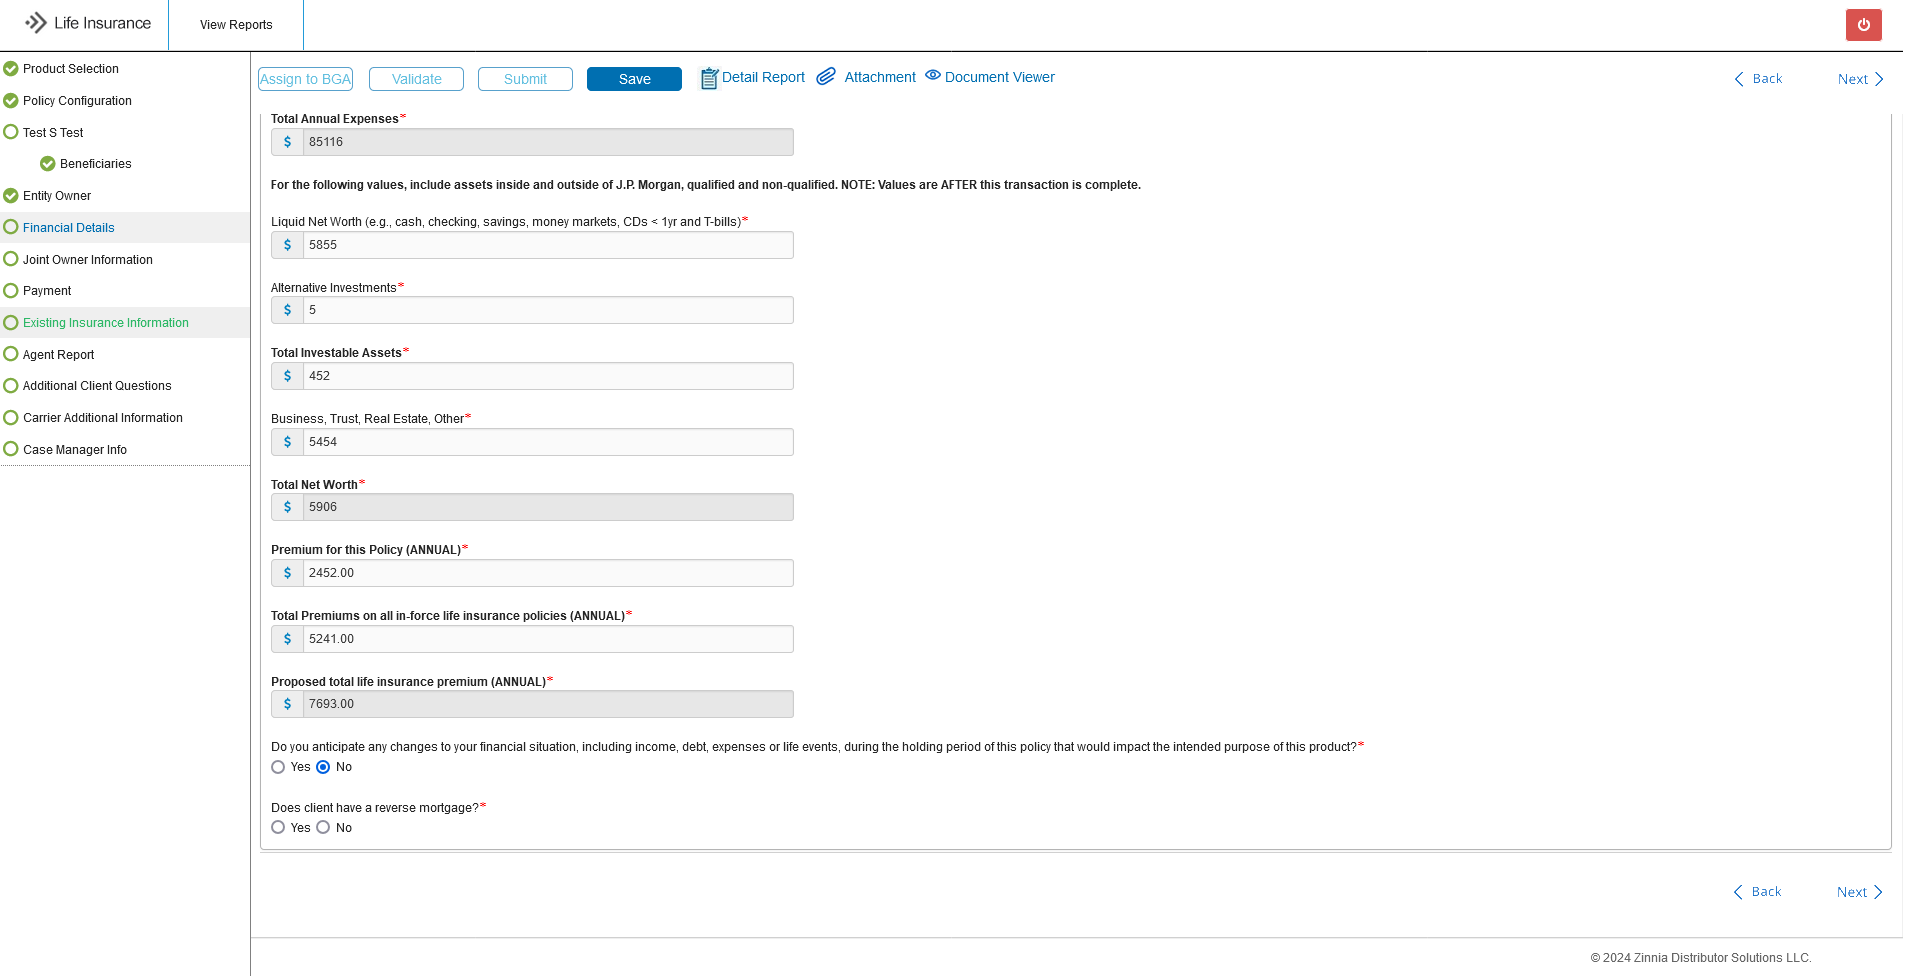 Life Insurance
View Reports
Product Selection
Policy Configuration
Test S Test
Beneficiaries
Entity Owner
Financial Details
Joint Owner Information
Payment
Existing Insurance Information
Agent Report
Additional Client Questions
Carrier Additional Information
Case Manager Info
Assign to BGA Validate Submit Save Detail Report Attachment Document Viewer Back Next
Total Annual Expenses*
$ 85116
For the following values, include assets inside and outside of J.P. Morgan, qualified and non-qualified. NOTE: Values are AFTER this transaction is complete.
Liquid Net Worth (e.g., cash, checking, savings, money markets, CDs < 1yr and T-bills)*
$ 5855
Alternative Investments*
$ 5
Total Investable Assets*
$ 452
Business, Trust, Real Estate, Other*
$ 5454
Total Net Worth*
$ 5906
Premium for this Policy (ANNUAL)*
$ 2452.00
Total Premiums on all in-force life insurance policies (ANNUAL)*
$ 5241.00
Proposed total life insurance premium (ANNUAL)*
$ 7693.00
Do you anticipate any changes to your financial situation, including income, debt, expenses or life events, during the holding period of this policy that would impact the intended purpose of this product?*
Yes No
Does client have a reverse mortgage?*
Yes No
Back Next
© 2024 Zinnia Distributor Solutions LLC.